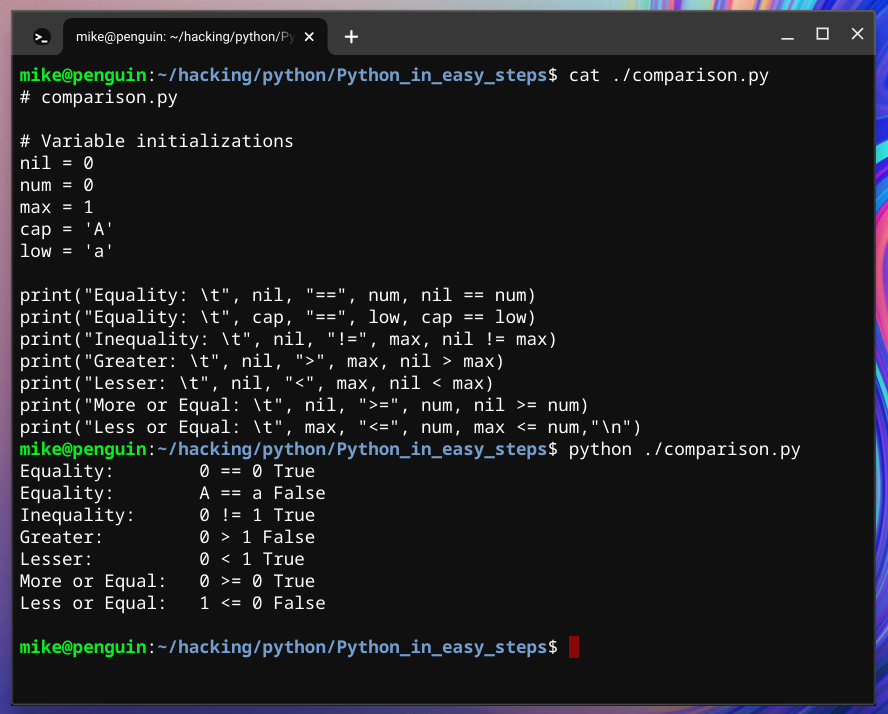 mike@penguin: ~/hacking/python/Py
mike@penguin:~/hacking/python/Python_in_easy_steps$ cat ./comparison.py
# comparison.py

# Variable initializations
nil = 0
num = 0
max = 1
cap = 'A'
low = 'a'

print("Equality: \t", nil, "==", num, nil == num)
print("Equality: \t", cap, "==", low, cap == low)
print("Inequality: \t", nil, "!=", max, nil != max)
print("Greater: \t", nil, ">", max, nil > max)
print("Lesser: \t", nil, "<", max, nil < max)
print("More or Equal: \t", nil, ">=", num, nil >= num)
print("Less or Equal: \t", max, "<=", num, max <= num,"\n")
mike@penguin:~/hacking/python/Python_in_easy_steps$ python ./comparison.py
Equality:        0 == 0 True
Equality:        A == a False
Inequality:      0 != 1 True
Greater:         0 > 1 False
Lesser:          0 < 1 True
More or Equal:   0 >= 0 True
Less or Equal:   1 <= 0 False

mike@penguin:~/hacking/python/Python_in_easy_steps$